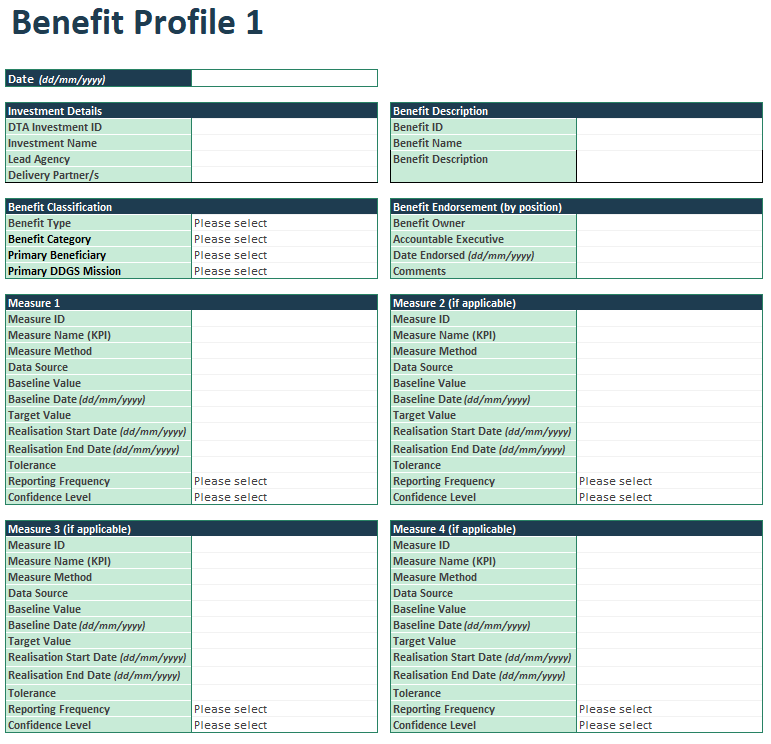 Benefit Profile 1
Date (dd/mm/yyyy)
Investment Details
DTA Investment ID
Investment Name
Lead Agency
Delivery Partner/s
Benefit Description
Benefit ID
Benefit Name
Benefit Description
Benefit Classification
Benefit Type Please select
Benefit Category Please select
Primary Beneficiary Please select
Primary DDGS Mission Please select
Benefit Endorsement (by position)
Benefit Owner
Accountable Executive
Date Endorsed (dd/mm/yyyy)
Comments
Measure 1
Measure ID
Measure Name (KPI)
Measure Method
Data Source
Baseline Value
Baseline Date (dd/mm/yyyy)
Target Value
Realisation Start Date (dd/mm/yyyy)
Realisation End Date (dd/mm/yyyy)
Tolerance
Reporting Frequency Please select
Confidence Level Please select
Measure 2 (if applicable)
Measure ID
Measure Name (KPI)
Measure Method
Data Source
Baseline Value
Baseline Date (dd/mm/yyyy)
Target Value
Realisation Start Date (dd/mm/yyyy)
Realisation End Date (dd/mm/yyyy)
Tolerance
Reporting Frequency Please select
Confidence Level Please select
Measure 3 (if applicable)
Measure ID
Measure Name (KPI)
Measure Method
Data Source
Baseline Value
Baseline Date (dd/mm/yyyy)
Target Value
Realisation Start Date (dd/mm/yyyy)
Realisation End Date (dd/mm/yyyy)
Tolerance
Reporting Frequency Please select
Confidence Level Please select
Measure 4 (if applicable)
Measure ID
Measure Name (KPI)
Measure Method
Data Source
Baseline Value
Baseline Date (dd/mm/yyyy)
Target Value
Realisation Start Date (dd/mm/yyyy)
Realisation End Date (dd/mm/yyyy)
Tolerance
Reporting Frequency Please select
Confidence Level Please select